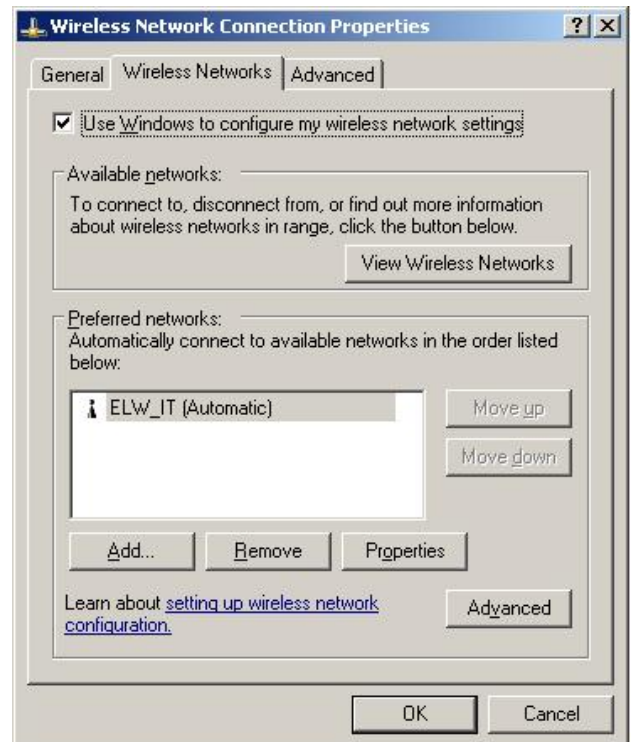 Wireless Network Connection Properties
General Wireless Networks Advanced
Use Windows to configure my wireless network settings
Available networks:
To connect to, disconnect from, or find out more information
about wireless networks in range, click the button below.
View Wireless Networks
Preferred networks:
Automatically connect to available networks in the order listed
below:
ELW_IT (Automatic)
Move up
Move down
Add... Remove Properties
Learn about setting up wireless network
configuration.
Advanced
OK Cancel